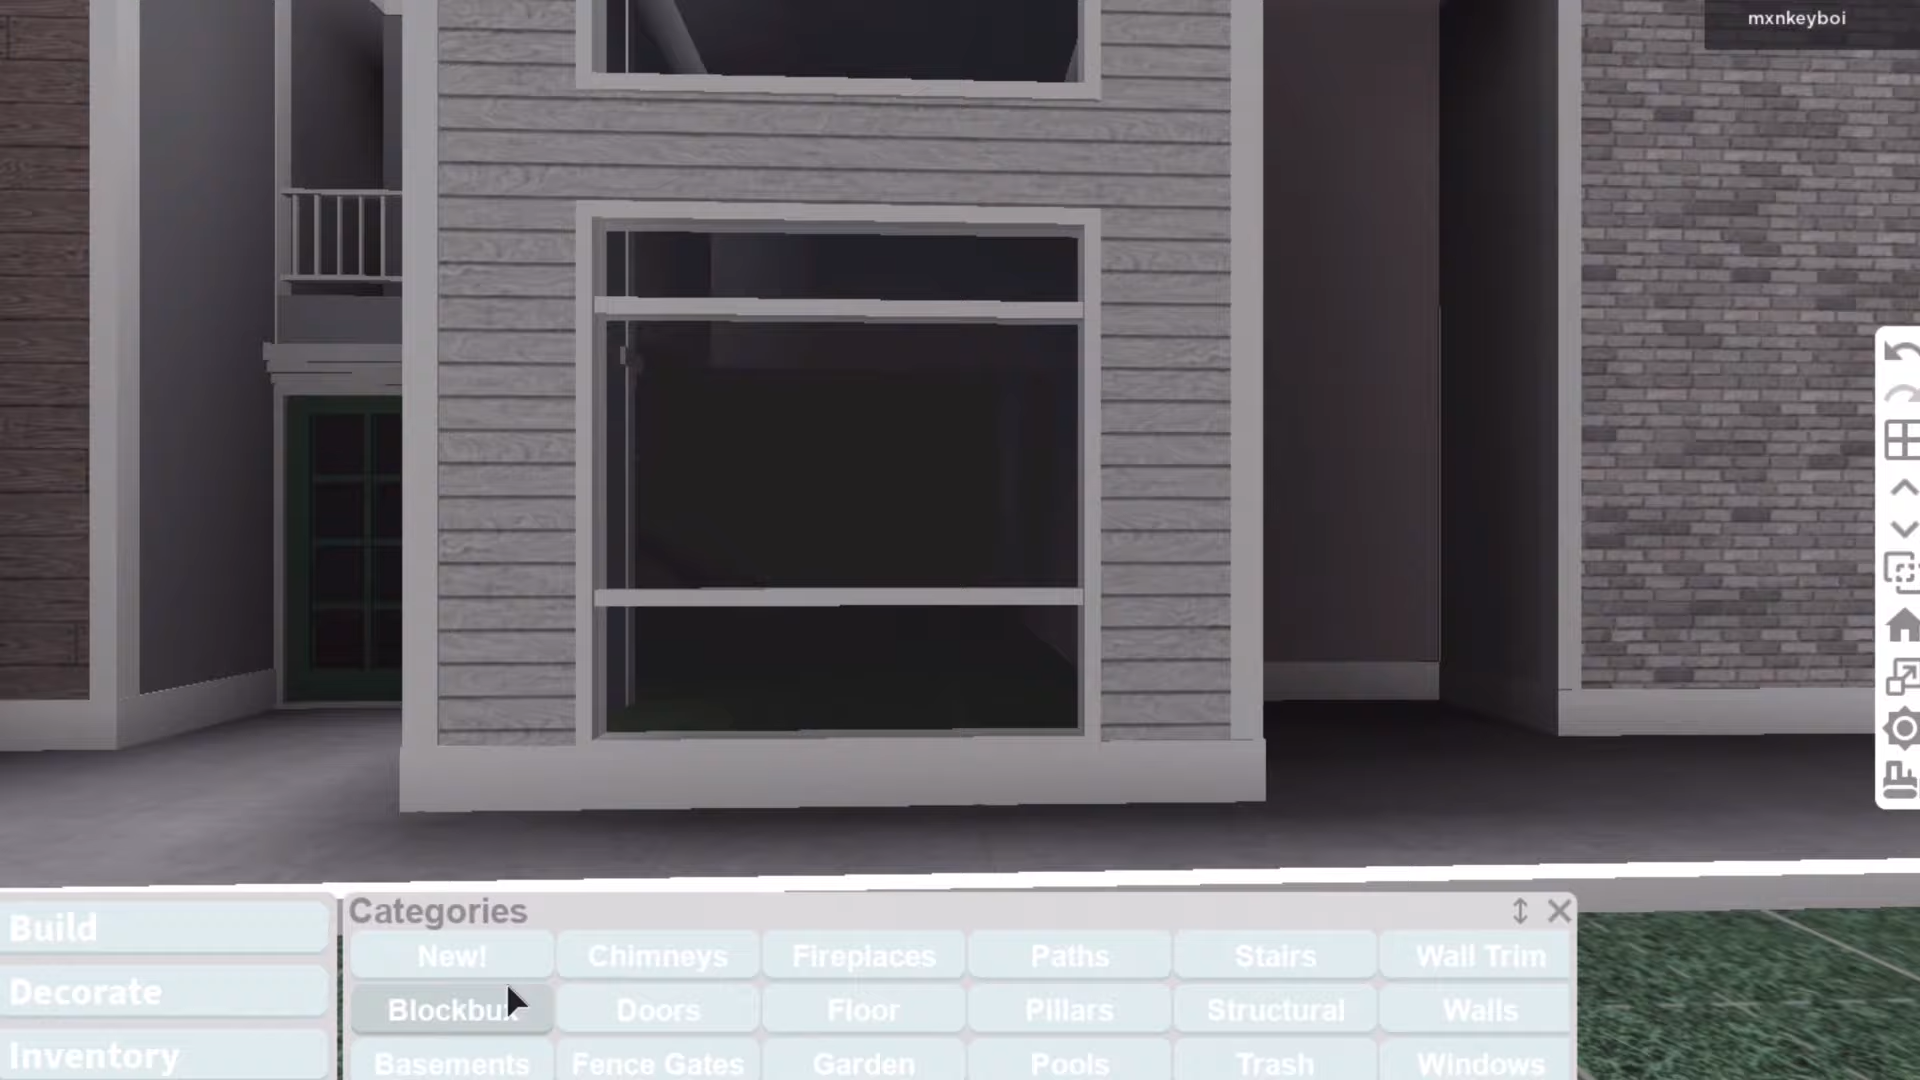 mxnkeyboi
Build
Categories
New! Chimneys Fireplaces Paths Stairs Wall Trim
Decorate
Doors Floor Pillars Structural Walls
Inventory
Basements Fence Gates Garden Pools Trash Windows